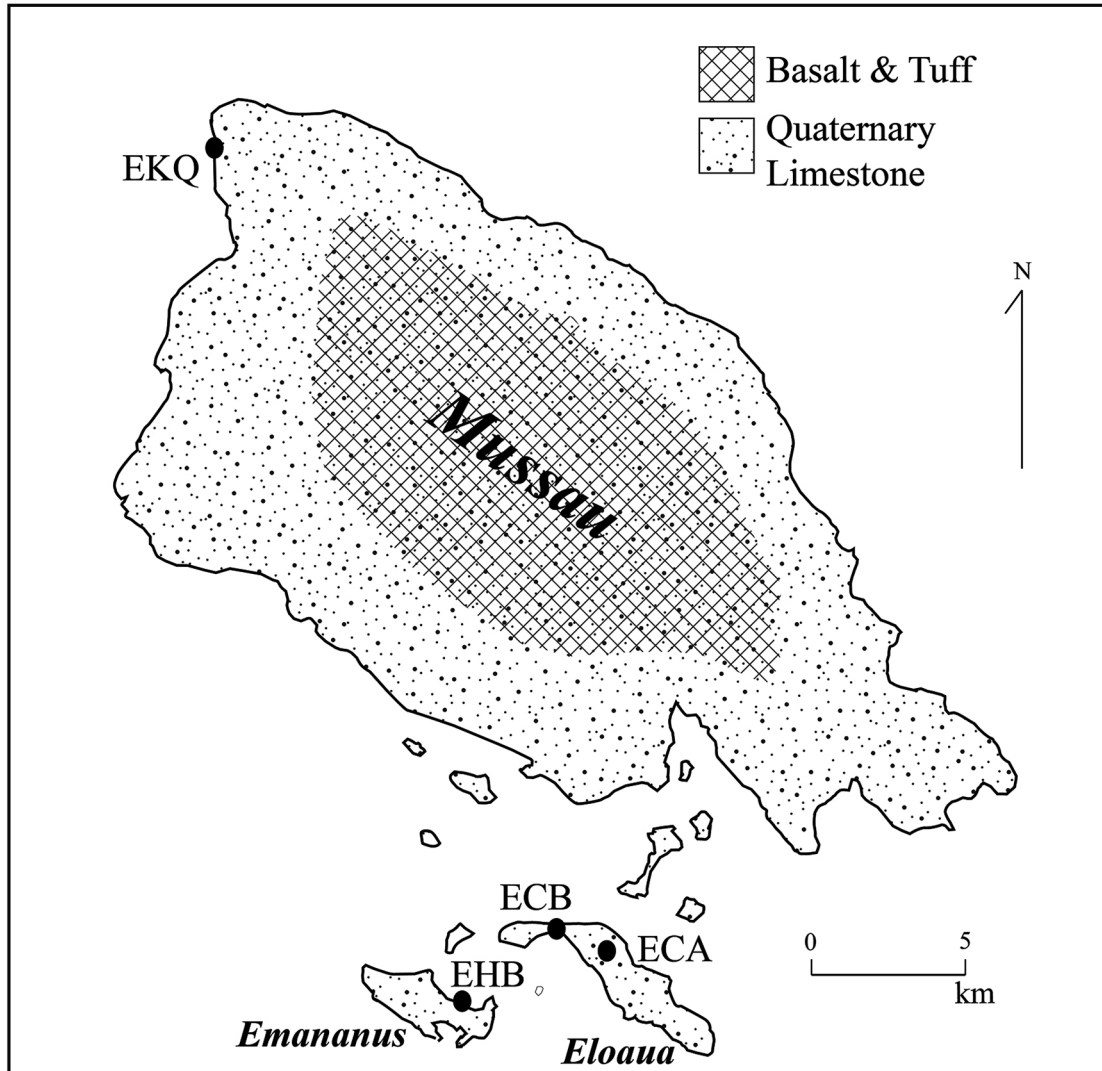 Basalt & Tuff
Quaternary
Limestone
EKQ
N
Mussau
ECB
ECA
0 5
km
EHB
Emananus
Eloaua